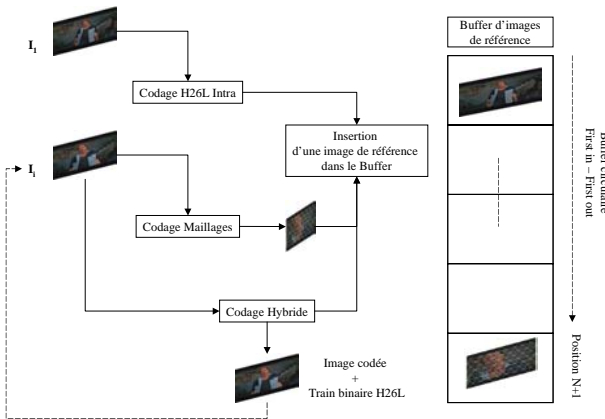 I1
Codage H26L Intra
Insertion
d'une image de référence
dans le Buffer
Ii
Codage Maillages
Codage Hybride
Image codée
+
Train binaire H26L
Buffer d'images
de référence
Buffer circulaire
First in – First out
Position N+1